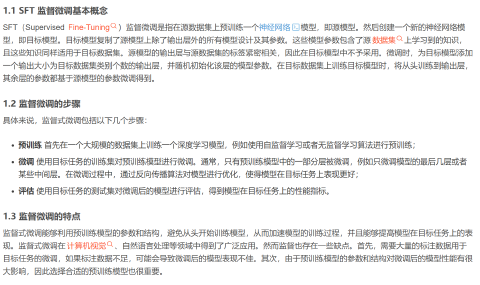 1.1 SFT 监督微调基本概念
SFT（Supervised Fine-Tuning）监督微调是指在源数据集上预训练一个神经网络模型，即源模型。然后创建一个新的神经网络模
型，即目标模型。目标模型复制了源模型上除了输出层外的所有模型设计及其参数。这些模型参数包含了源数据集上学习到的知识，
且这些知识同样适用于目标数据集。源模型的输出层与源数据集的标签紧密相关，因此在目标模型中不予采用。微调时，为目标模型添加
一个输出大小为目标数据集类别个数的输出层，并随机初始化该层的模型参数。在目标数据集上训练目标模型时，将从头训练到输出层，
其余层的参数都基于源模型的参数微调得到。
1.2 监督微调的步骤
具体来说，监督式微调包括以下几个步骤：
• 预训练 首先在一个大规模的数据集上训练一个深度学习模型，例如使用自监督学习或者无监督学习算法进行预训练；
• 微调 使用目标任务的训练集对预训练模型进行微调。通常，只有预训练模型中的一部分层被微调，例如只微调模型的最后几层或者
某些中间层。在微调过程中，通过反向传播算法对模型进行优化，使得模型在目标任务上表现更好；
• 评估 使用目标任务的测试集对微调后的模型进行评估，得到模型在目标任务上的性能指标。
1.3 监督微调的特点
监督式微调能够利用预训练模型的参数和结构，避免从头开始训练模型，从而加速模型的训练过程，并且能够提高模型在目标任务上的表
现。监督式微调在计算机视觉、自然语言处理等领域中得到了广泛应用。然而监督也存在一些缺点。首先，需要大量的标注数据用于
目标任务的微调，如果标注数据不足，可能会导致微调后的模型表现不佳。其次，由于预训练模型的参数和结构对微调后的模型性能有很
大影响，因此选择合适的预训练模型也很重要。